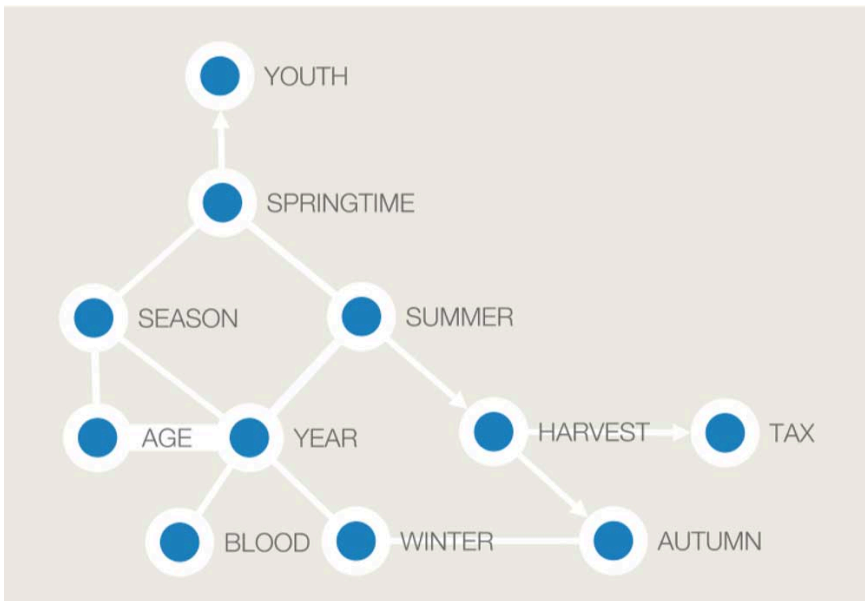 YOUTH
SPRINGTIME
SEASON
SUMMER
AGE
YEAR
HARVEST
TAX
BLOOD
WINTER
AUTUMN